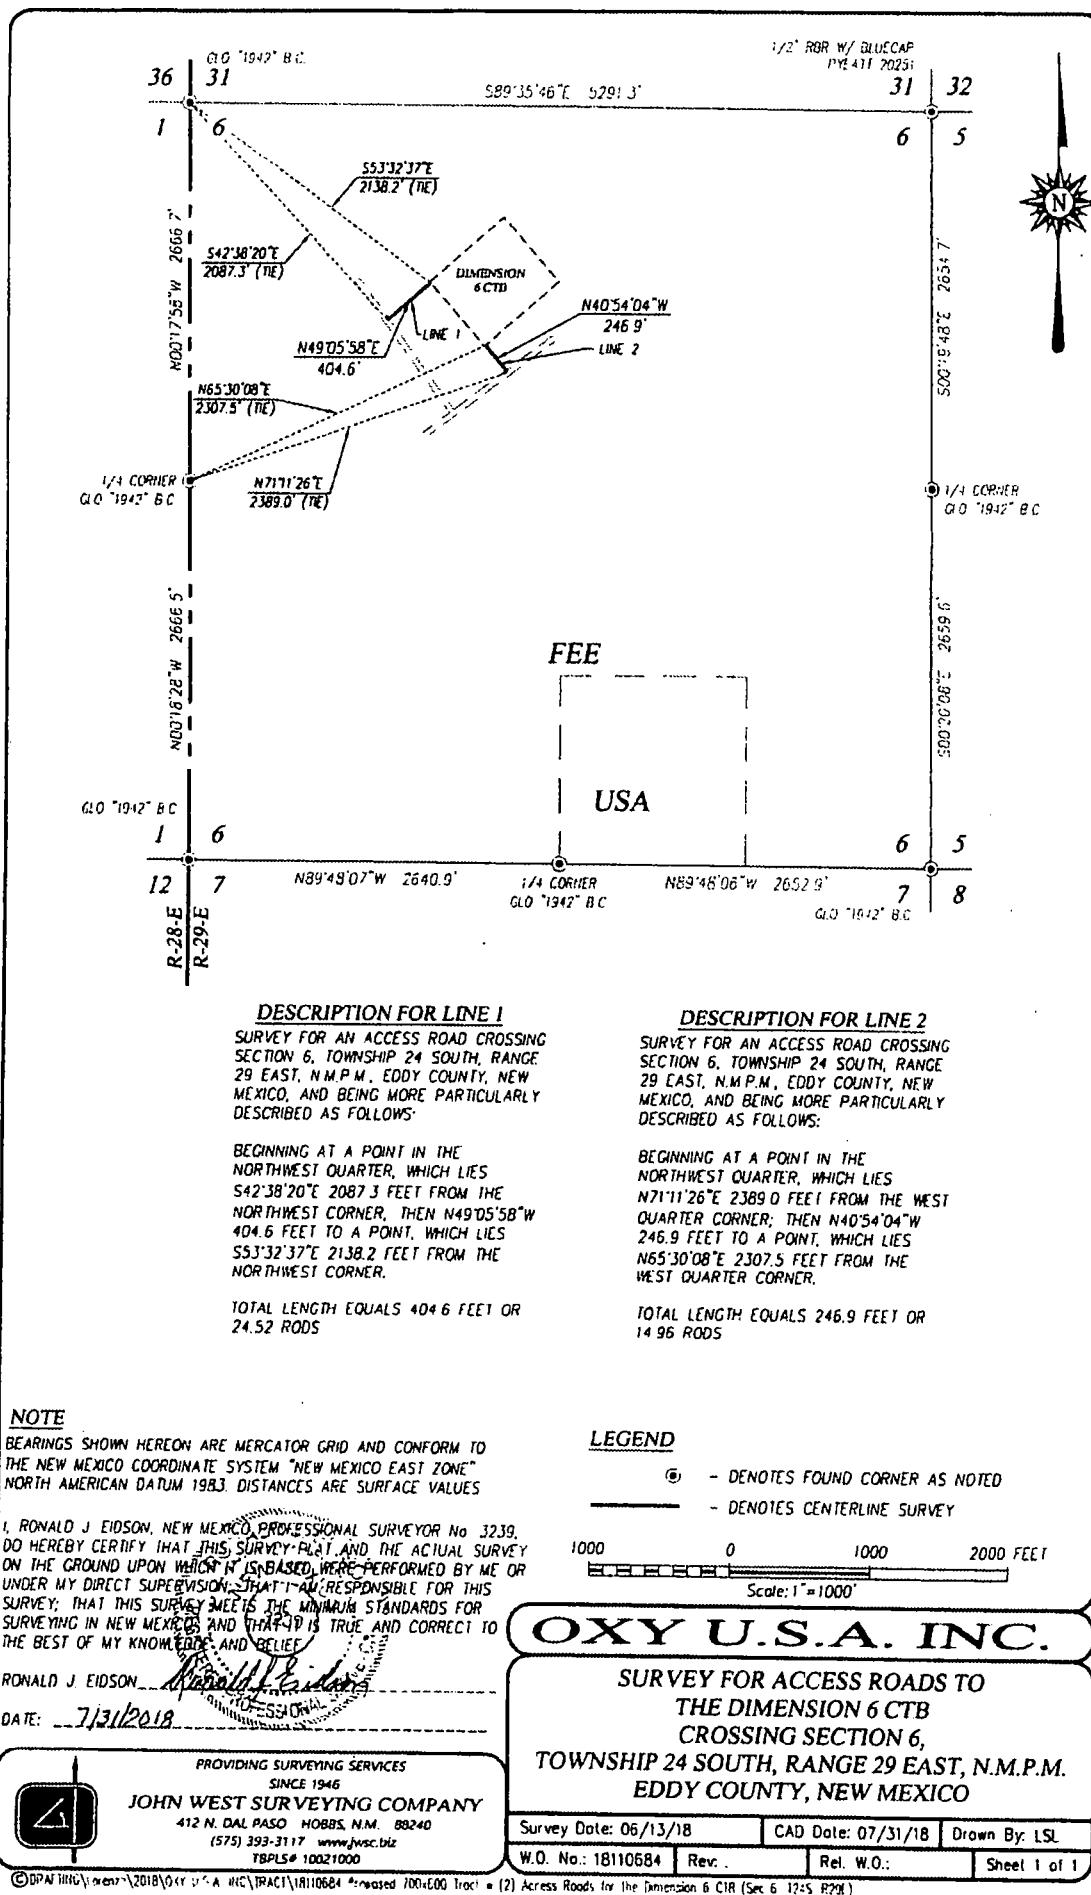 GLO "1942" B.C.
1/2" RBR W/ BLUECAP
PYEATT 20251
36 31
31 32
S89°35'46"E 5291.3'
1 6
6 5
S53°32'37"E
2138.2' (TIE)
N
S42°38'20"E
2087.3' (TIE)
N00°17'58"W 2666.7'
DIMENSION
6 CTB
S00°19'48"E 2654.7'
N40°54'04"W
246.9'
LINE 1
LINE 2
N49°05'58"E
404.6'
N65°30'08"E
2307.5' (TIE)
1/4 CORNER
GLO "1942" B.C
N71°11'26"E
2389.0' (TIE)
1/4 CORNER
GLO "1942" B.C
N00°18'28"W 2666.5'
S00°20'08"E 2659.6'
FEE
USA
GLO "1942" B.C
1 6
6 5
12 7
N89°48'07"W 2640.9'
1/4 CORNER
GLO "1942" B.C
N89°48'06"W 2652.9'
7 8
GLO "1942" B.C
R-28-E
R-29-E
DESCRIPTION FOR LINE 1
SURVEY FOR AN ACCESS ROAD CROSSING
SECTION 6, TOWNSHIP 24 SOUTH, RANGE
29 EAST, N.M.P.M., EDDY COUNTY, NEW
MEXICO, AND BEING MORE PARTICULARLY
DESCRIBED AS FOLLOWS:
BEGINNING AT A POINT IN THE
NORTHWEST QUARTER, WHICH LIES
S42°38'20"E 2087.3 FEET FROM THE
NORTHWEST CORNER, THEN N49°05'58"W
404.6 FEET TO A POINT, WHICH LIES
S53°32'37"E 2138.2 FEET FROM THE
NORTHWEST CORNER.
TOTAL LENGTH EQUALS 404.6 FEET OR
24.52 RODS
DESCRIPTION FOR LINE 2
SURVEY FOR AN ACCESS ROAD CROSSING
SECTION 6, TOWNSHIP 24 SOUTH, RANGE
29 EAST, N.M.P.M., EDDY COUNTY, NEW
MEXICO, AND BEING MORE PARTICULARLY
DESCRIBED AS FOLLOWS:
BEGINNING AT A POINT IN THE
NORTHWEST QUARTER, WHICH LIES
N71°11'26"E 2389.0 FEET FROM THE WEST
QUARTER CORNER; THEN N40°54'04"W
246.9 FEET TO A POINT, WHICH LIES
N65°30'08"E 2307.5 FEET FROM THE
WEST QUARTER CORNER.
TOTAL LENGTH EQUALS 246.9 FEET OR
14.96 RODS
NOTE
BEARINGS SHOWN HEREON ARE MERCATOR GRID AND CONFORM TO
THE NEW MEXICO COORDINATE SYSTEM "NEW MEXICO EAST ZONE"
NORTH AMERICAN DATUM 1983. DISTANCES ARE SURFACE VALUES
I, RONALD J EIDSON, NEW MEXICO PROFESSIONAL SURVEYOR No 3239,
DO HEREBY CERTIFY THAT THIS SURVEY PLAT AND THE ACTUAL SURVEY
ON THE GROUND UPON WHICH IT IS BASED WERE PERFORMED BY ME OR
UNDER MY DIRECT SUPERVISION; THAT I AM RESPONSIBLE FOR THIS
SURVEY; THAT THIS SURVEY MEETS THE MINIMUM STANDARDS FOR
SURVEYING IN NEW MEXICO; AND THAT IT IS TRUE AND CORRECT TO
THE BEST OF MY KNOWLEDGE AND BELIEF
RONALD J. EIDSON Ronald J Eidson
DATE: 7/31/2018
3239
PROFESSIONAL
LEGEND
- DENOTES FOUND CORNER AS NOTED
- DENOTES CENTERLINE SURVEY
1000 0 1000 2000 FEET
Scale: 1"=1000'
OXY U.S.A. INC.
SURVEY FOR ACCESS ROADS TO
THE DIMENSION 6 CTB
CROSSING SECTION 6,
TOWNSHIP 24 SOUTH, RANGE 29 EAST, N.M.P.M.
EDDY COUNTY, NEW MEXICO
PROVIDING SURVEYING SERVICES
SINCE 1946
JOHN WEST SURVEYING COMPANY
412 N. DAL PASO HOBBS, N.M. 88240
(575) 393-3117 www.jwsc.biz
TBPLS# 10021000
Survey Date: 06/13/18 CAD Date: 07/31/18 Drawn By: LSL
W.O. No.: 18110684 Rev: . Rel. W.O.: Sheet 1 of 1
(2) Access Roads for the Dimension 6